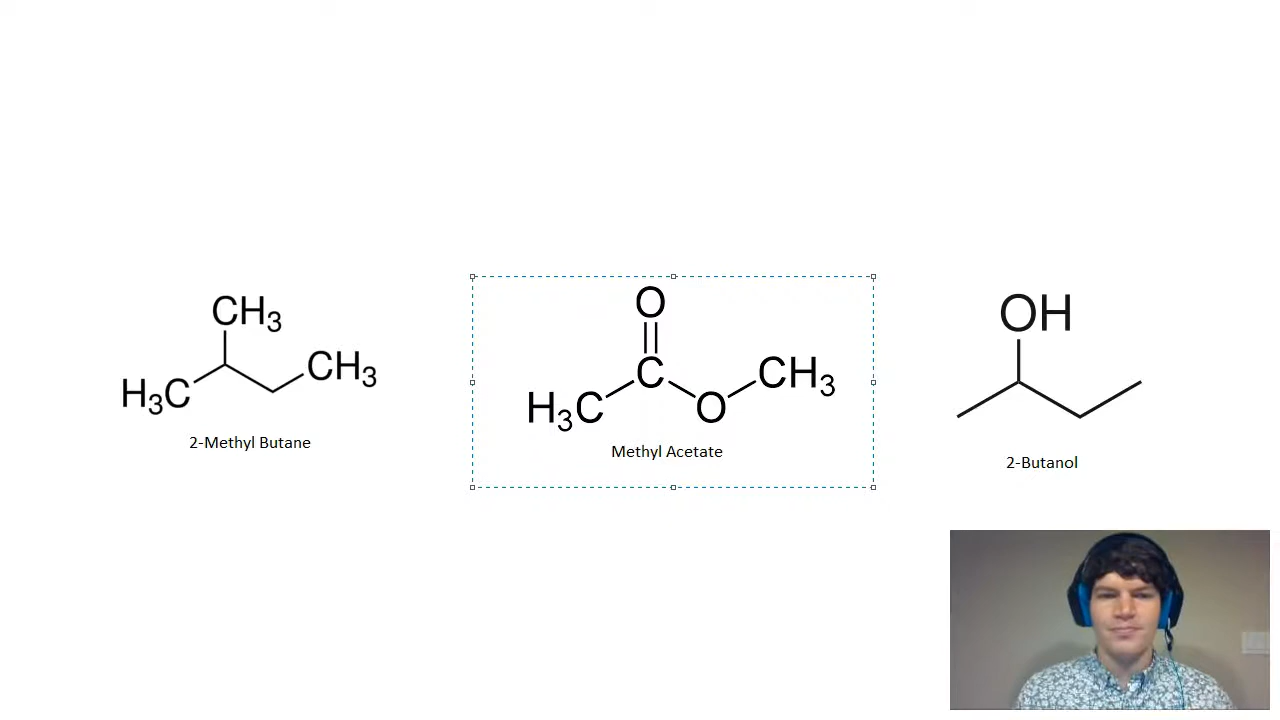 CH3
H3C
CH3
2-Methyl Butane
O
C
H3C
O
CH3
Methyl Acetate
OH
2-Butanol